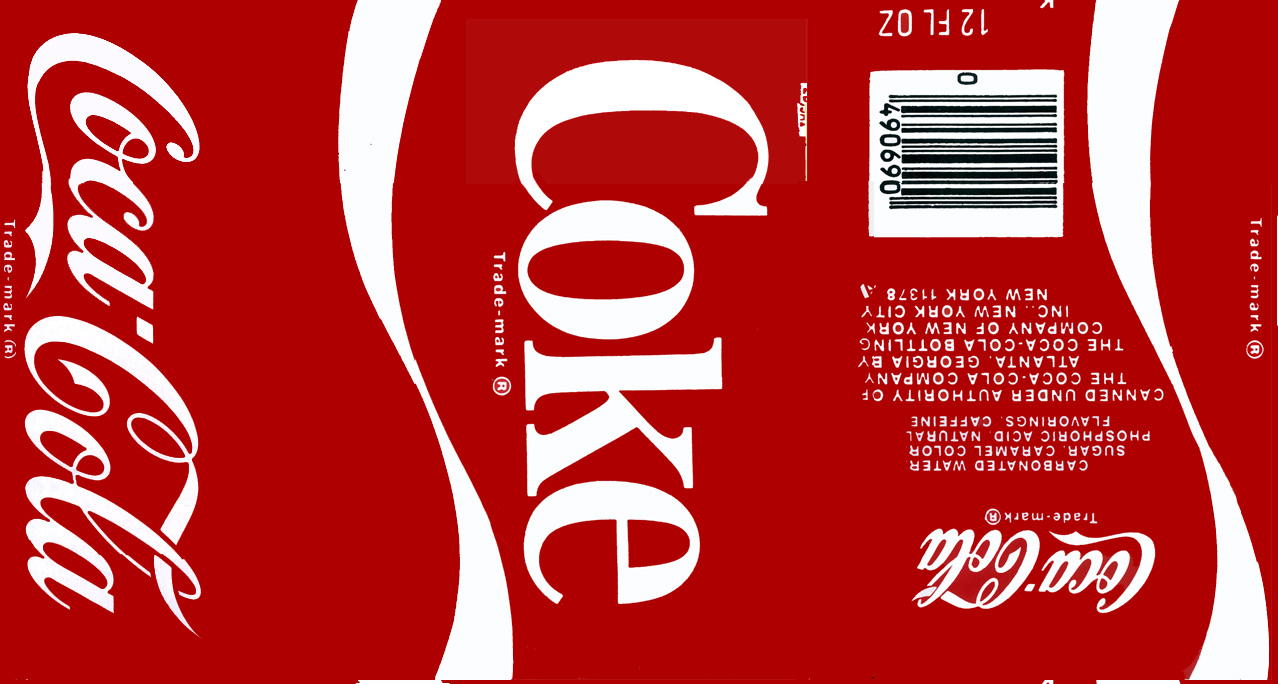 Coca-Cola
Trade-mark ®
Coke
Trade-mark ®
Coca-Cola
Trade-mark ®
CARBONATED WATER
SUGAR, CARAMEL COLOR
PHOSPHORIC ACID, NATURAL
FLAVORINGS, CAFFEINE
CANNED UNDER AUTHORITY OF
THE COCA-COLA COMPANY
ATLANTA, GEORGIA BY
THE COCA-COLA BOTTLING
COMPANY OF NEW YORK
INC., NEW YORK CITY
NEW YORK 11378
0
490690
12 FL OZ
Trade-mark ®